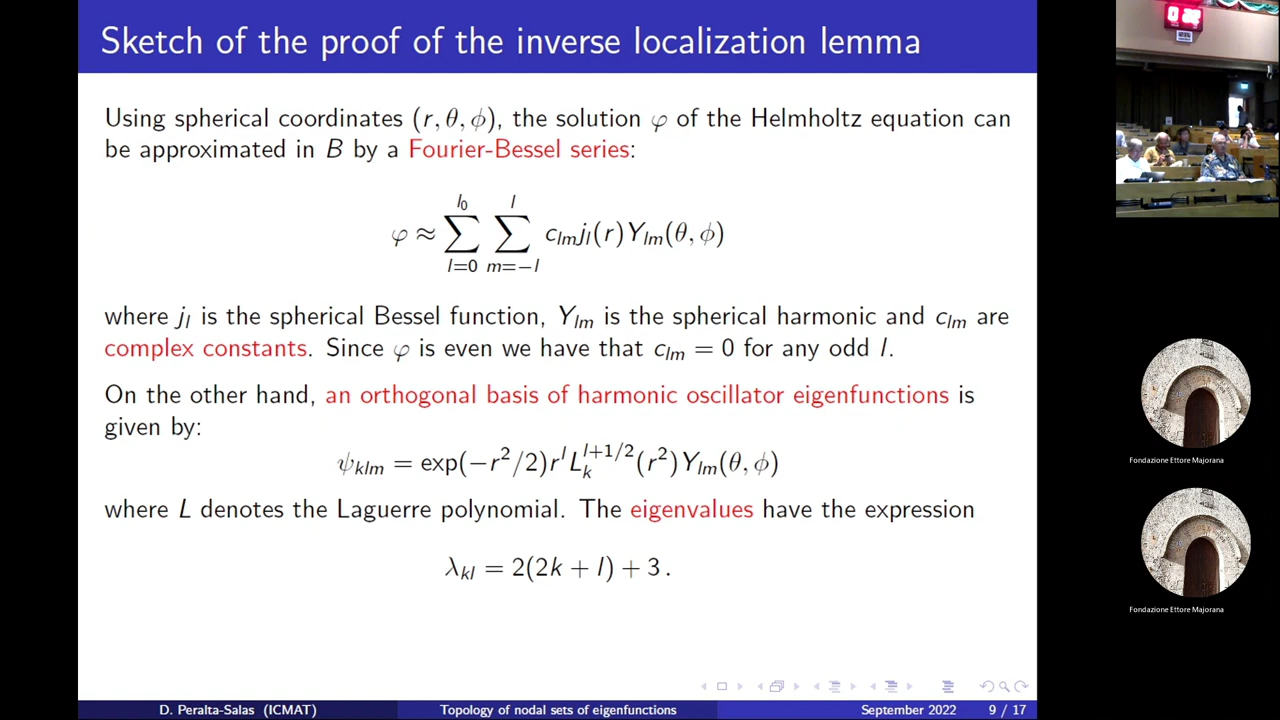 Sketch of the proof of the inverse localization lemma
Using spherical coordinates (r, θ, ϕ), the solution φ of the Helmholtz equation can
be approximated in B by a Fourier-Bessel series:
φ ≈ ∑_{l=0}^{l_0} ∑_{m=−l}^{l} c_{lm} j_l(r) Y_{lm}(θ, ϕ)
where j_l is the spherical Bessel function, Y_{lm} is the spherical harmonic and c_{lm} are
complex constants. Since φ is even we have that c_{lm} = 0 for any odd l.
On the other hand, an orthogonal basis of harmonic oscillator eigenfunctions is
given by:
ψ_{klm} = exp(−r^2/2) r^l L_k^{l+1/2}(r^2) Y_{lm}(θ, ϕ)
where L denotes the Laguerre polynomial. The eigenvalues have the expression
λ_{kl} = 2(2k + l) + 3 .
D. Peralta-Salas (ICMAT)
Topology of nodal sets of eigenfunctions
September 2022
9 / 17
Fondazione Ettore Majorana
Fondazione Ettore Majorana